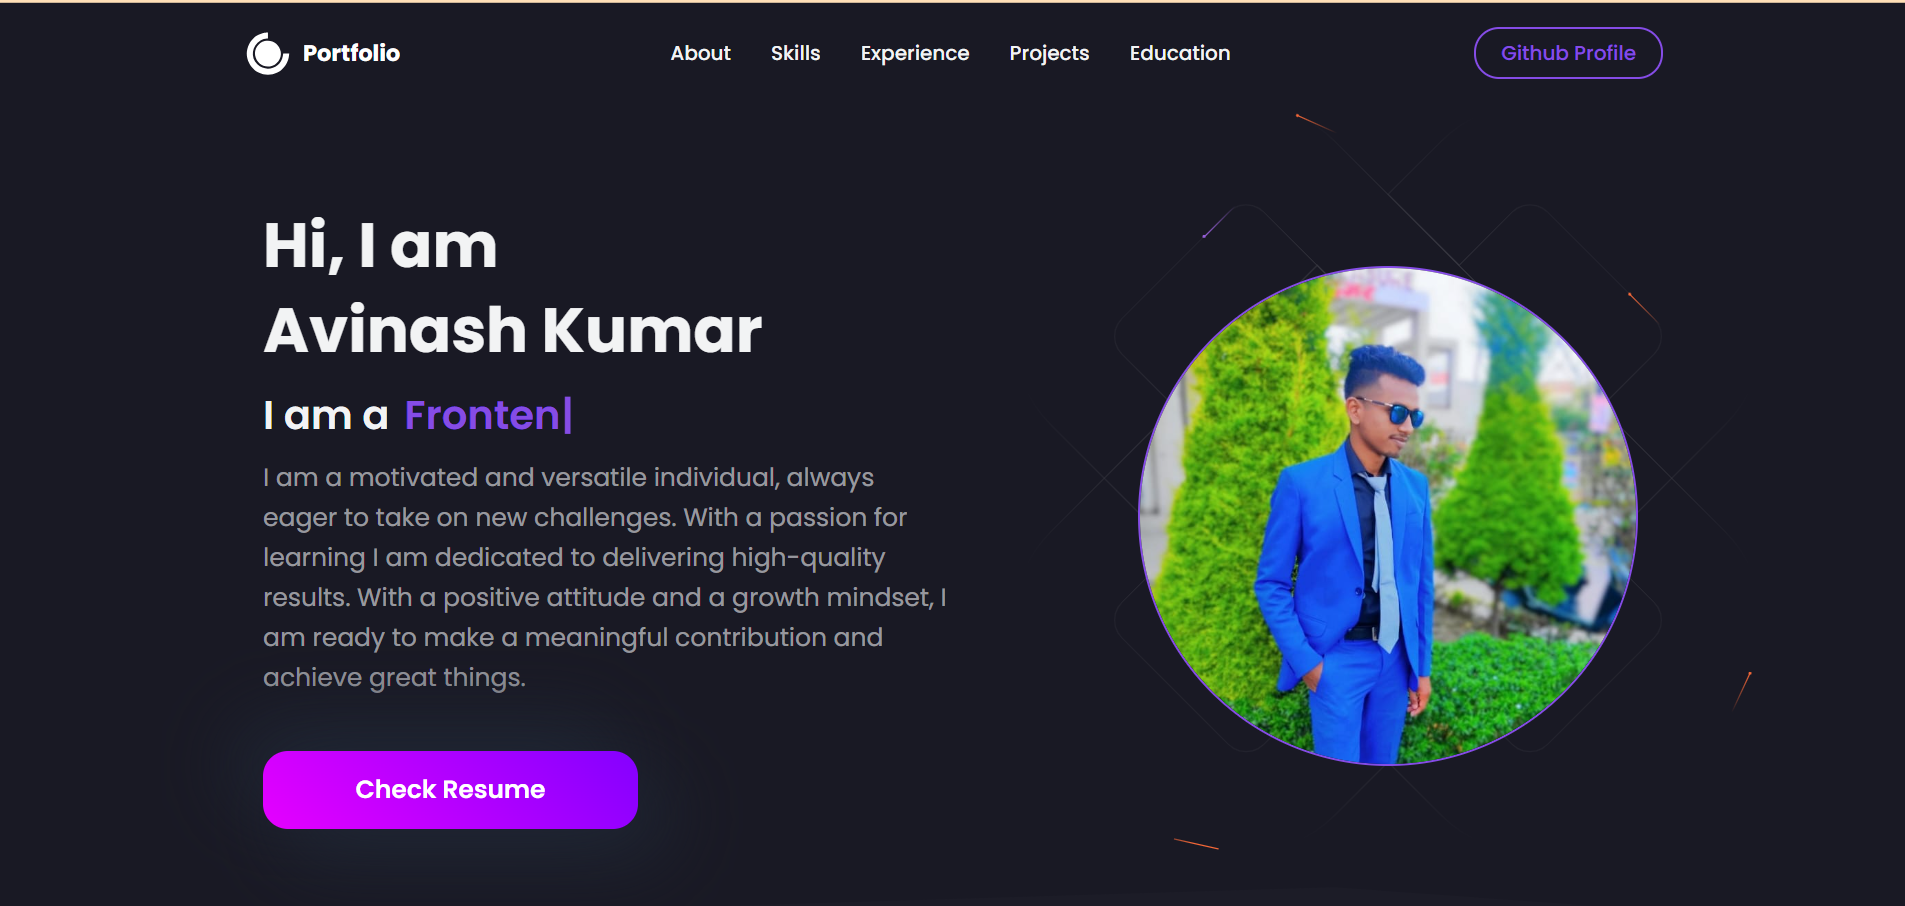 Portfolio
About Skills Experience Projects Education
Github Profile
Hi, I am
Avinash Kumar
I am a Fronten|
I am a motivated and versatile individual, always
eager to take on new challenges. With a passion for
learning I am dedicated to delivering high-quality
results. With a positive attitude and a growth mindset, I
am ready to make a meaningful contribution and
achieve great things.
Check Resume